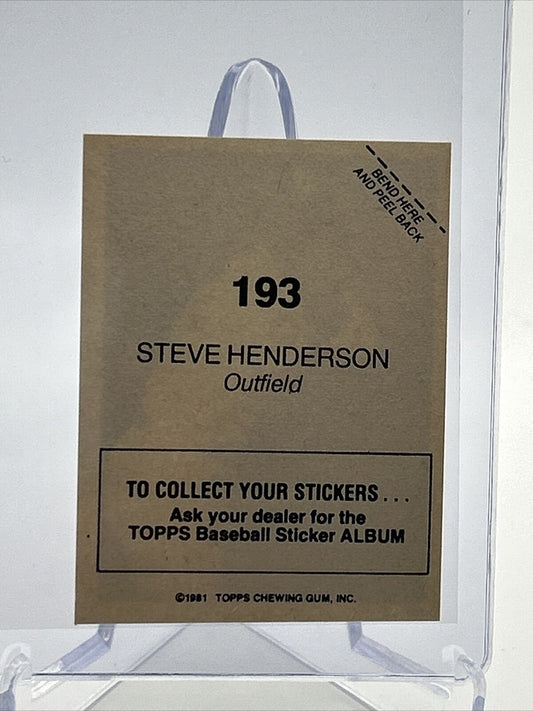 BEND HERE
AND PEEL BACK
193
STEVE HENDERSON
Outfield
TO COLLECT YOUR STICKERS...
Ask your dealer for the
TOPPS Baseball Sticker ALBUM
©1981 TOPPS CHEWING GUM, INC.